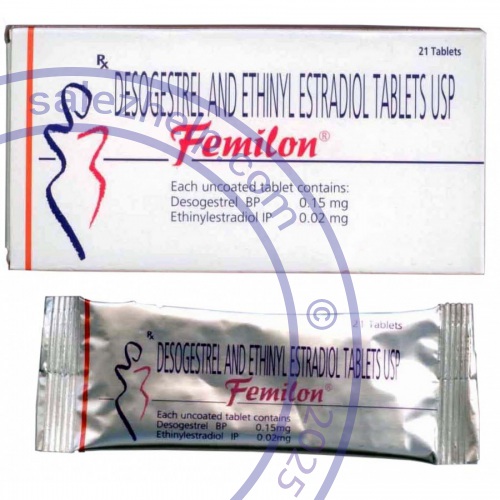 21 Tablets
Rx
DESOGESTREL AND ETHINYL ESTRADIOL TABLETS USP
Femilon®
Each uncoated tablet contains:
Desogestrel BP 0.15 mg
Ethinylestradiol IP 0.02 mg
21 Tablets
Rx
DESOGESTREL AND ETHINYL ESTRADIOL TABLETS USP
Femilon®
Each uncoated tablet contains
Desogestrel BP 0.15mg
Ethinylestradiol IP 0.02mg
© 2025